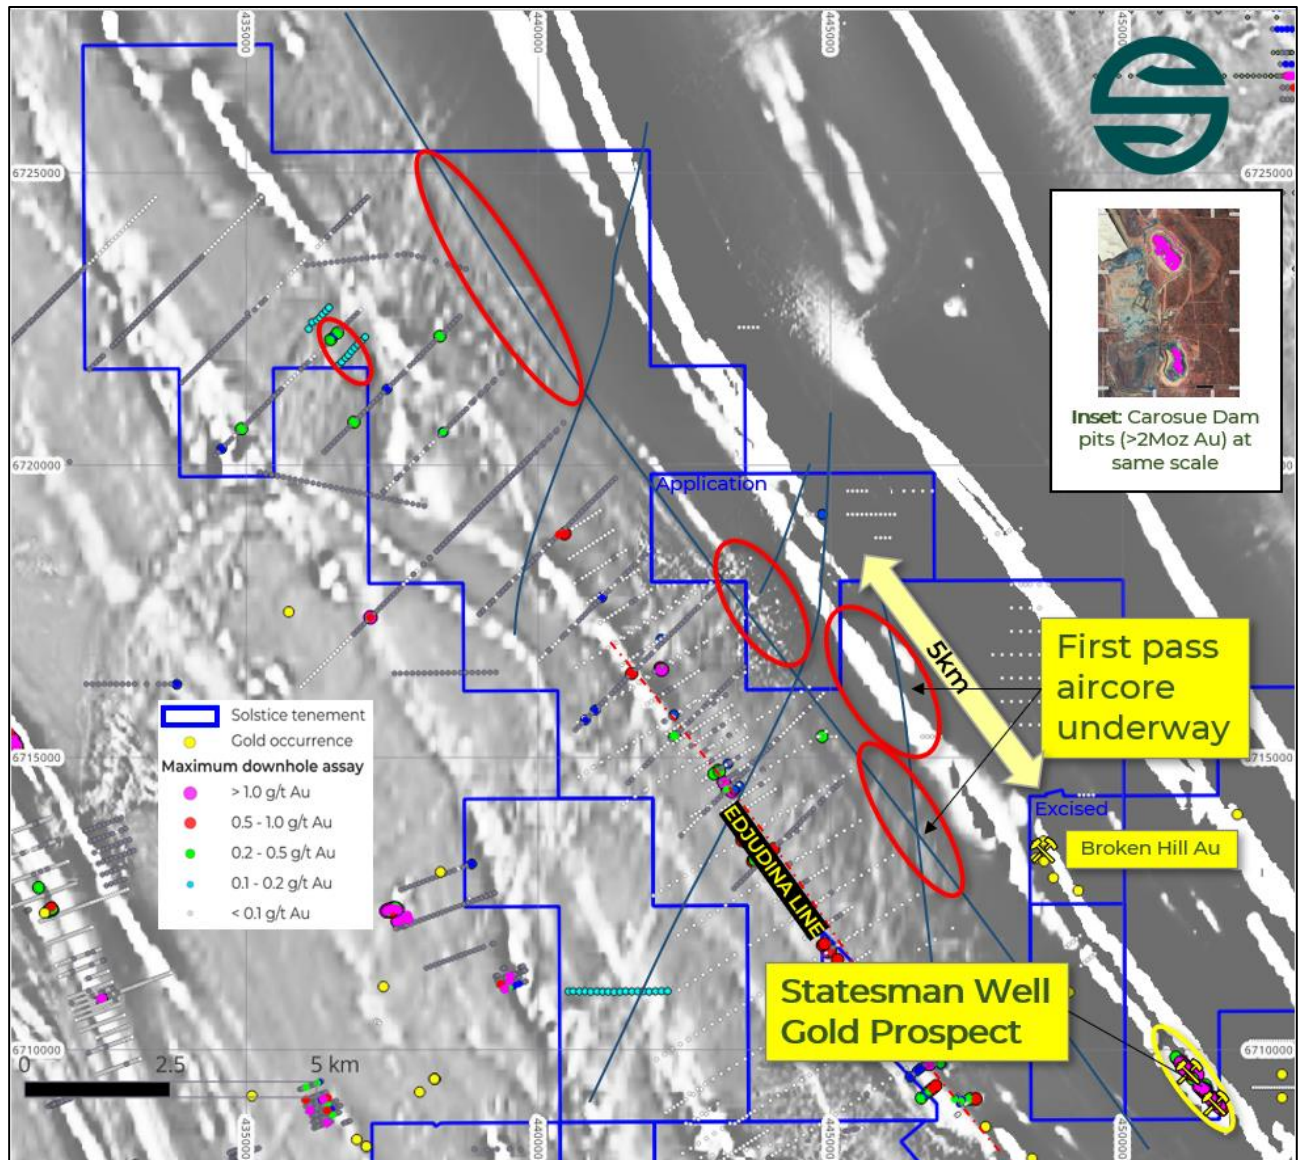 435000
440000
445000
450000
6725000
6725000
Inset: Carosue Dam
pits (>2Moz Au) at
same scale
6720000
Application
5km
First pass
aircore
underway
Solstice tenement
Gold occurrence
Maximum downhole assay
> 1.0 g/t Au
0.5 - 1.0 g/t Au
0.2 - 0.5 g/t Au
0.1 - 0.2 g/t Au
< 0.1 g/t Au
6715000
6715000
Excised
Broken Hill Au
EDJUDINA LINE
Statesman Well
Gold Prospect
6710000
6710000
0
2.5
5 km
435000
440000
445000
450000